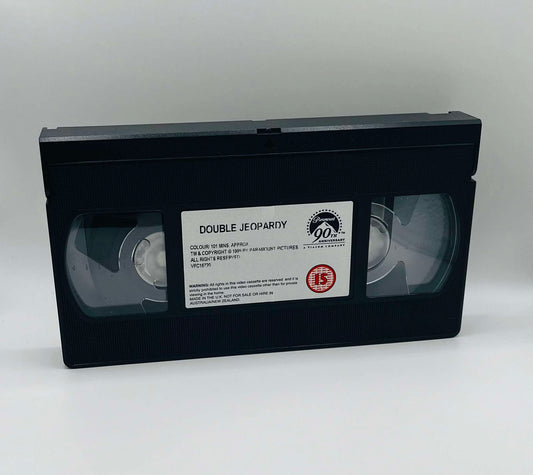 DOUBLE JEOPARDY
COLOUR/ 101 MINS. APPROX
TM & COPYRIGHT © 1999 BY PARAMOUNT PICTURES
ALL RIGHTS RESERVED
Paramount
90TH
ANNIVERSARY
A VIACOM COMPANY
WARNING: All rights in this video cassette are reserved and it is
strictly prohibited to use this video cassette other than for private
viewing in the home.
MADE IN THE U.K. NOT FOR SALE OR HIRE IN
AUSTRALIA/NEW ZEALAND.
15